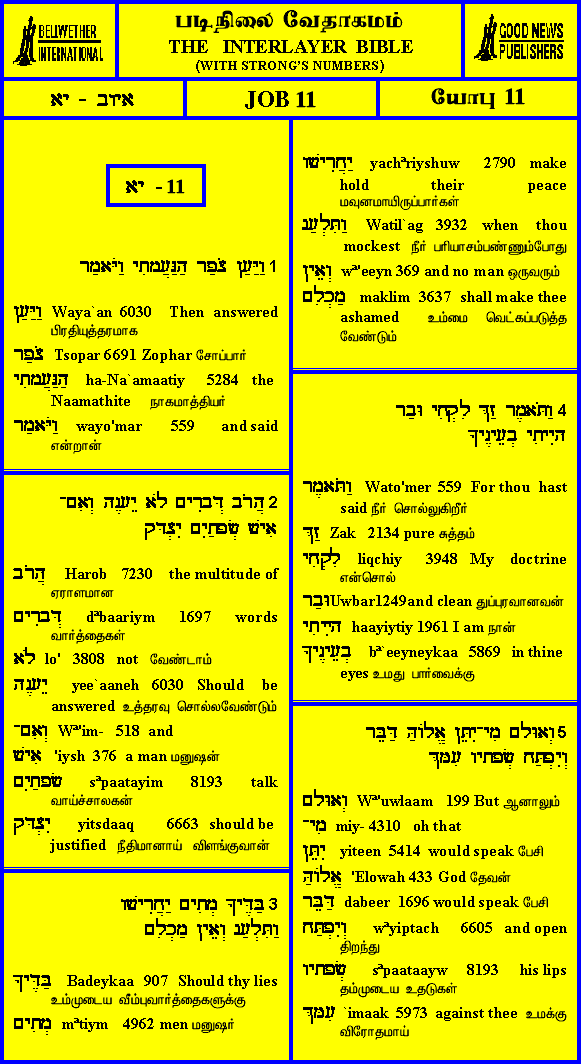 BELLWETHER
INTERNATIONAL
படிநிலை வேதாகமம்
THE INTERLAYER BIBLE
(WITH STRONG'S NUMBERS)
GOOD NEWS
PUBLISHERS
איוב - יא
JOB 11
யோபு 11
יא - 11
1 וַיַּעַן צֹפַר הַנַּעֲמָתִי וַיֹּאמַר
וַיַּעַן Waya`an 6030 Then answered
பிரதியுத்தரமாக
צֹפַר Tsopar 6691 Zophar சோப்பார்
הַנַּעֲמָתִי ha-Na`amaatiy 5284 the
Naamathite நாகமாத்தியர்
וַיֹּאמַר wayo'mar 559 and said
என்றான்
2 הֲרֹב דְּבָרִים לֹא יֵעָנֶה וְאִם־
אִישׁ שְׂפָתַיִם יִצְדָּק
הֲרֹב Harob 7230 the multitude of
ஏராளமான
דְּבָרִים dᵊbaariym 1697 words
வார்த்தைகள்
לֹא lo' 3808 not வேண்டாம்
יֵעָנֶה yee`aaneh 6030 Should be
answered உத்தரவு சொல்லவேண்டும்
וְאִם־ Wᵊ'im- 518 and
אִישׁ 'iysh 376 a man மனுஷன்
שְׂפָתַיִם sᵊpaatayim 8193 talk
வாய்ச்சாலகன்
יִצְדָּק yitsdaaq 6663 should be
justified நீதிமானாய் விளங்குவான்
3 בַּדֶּיךָ מְתִים יַחֲרִישׁוּ
וַתִּלְעַג וְאֵין מַכְלִם
בַּדֶּיךָ Badeykaa 907 Should thy lies
உம்முடைய வீம்புவார்த்தைகளுக்கு
מְתִים mᵊtiym 4962 men மனுஷர்
יַחֲרִישׁוּ yachᵃriyshuw 2790 make
hold their peace
மவுனமாயிருப்பார்கள்
וַתִּלְעַג Watil`ag 3932 when thou
mockest நீர் பரியாசம்பண்ணும்போது
וְאֵין wᵊ'eeyn 369 and no man ஒருவரும்
מַכְלִם maklim 3637 shall make thee
ashamed உம்மை வெட்கப்படுத்த
வேண்டும்
4 וַתֹּאמֶר זַךְ לִקְחִי וּבַר
הָיִיתִי בְעֵינֶיךָ
וַתֹּאמֶר Wato'mer 559 For thou hast
said நீர் சொல்லுகிறீர்
זַךְ Zak 2134 pure சுத்தம்
לִקְחִי liqchiy 3948 My doctrine
என்சொல்
וּבַר Uwbar1249and clean துப்புரவானவன்
הָיִיתִי haayiytiy 1961 I am நான்
בְעֵינֶיךָ bᵊ`eeyneykaa 5869 in thine
eyes உமது பார்வைக்கு
5 וְאוּלָם מִי־יִתֵּן אֱלוֹהַּ דַּבֵּר
וְיִפְתַּח שְׂפָתָיו עִמָּךְ
וְאוּלָם Wᵊ'uwlaam 199 But ஆனாலும்
מִי־ miy- 4310 oh that
יִתֵּן yiteen 5414 would speak பேசி
אֱלוֹהַּ 'Elowah 433 God தேவன்
דַּבֵּר dabeer 1696 would speak பேசி
וְיִפְתַּח wᵊyiptach 6605 and open
திறந்து
שְׂפָתָיו sᵊpaataayw 8193 his lips
தம்முடைய உதடுகள்
עִמָּךְ `imaak 5973 against thee உமக்கு
விரோதமாய்